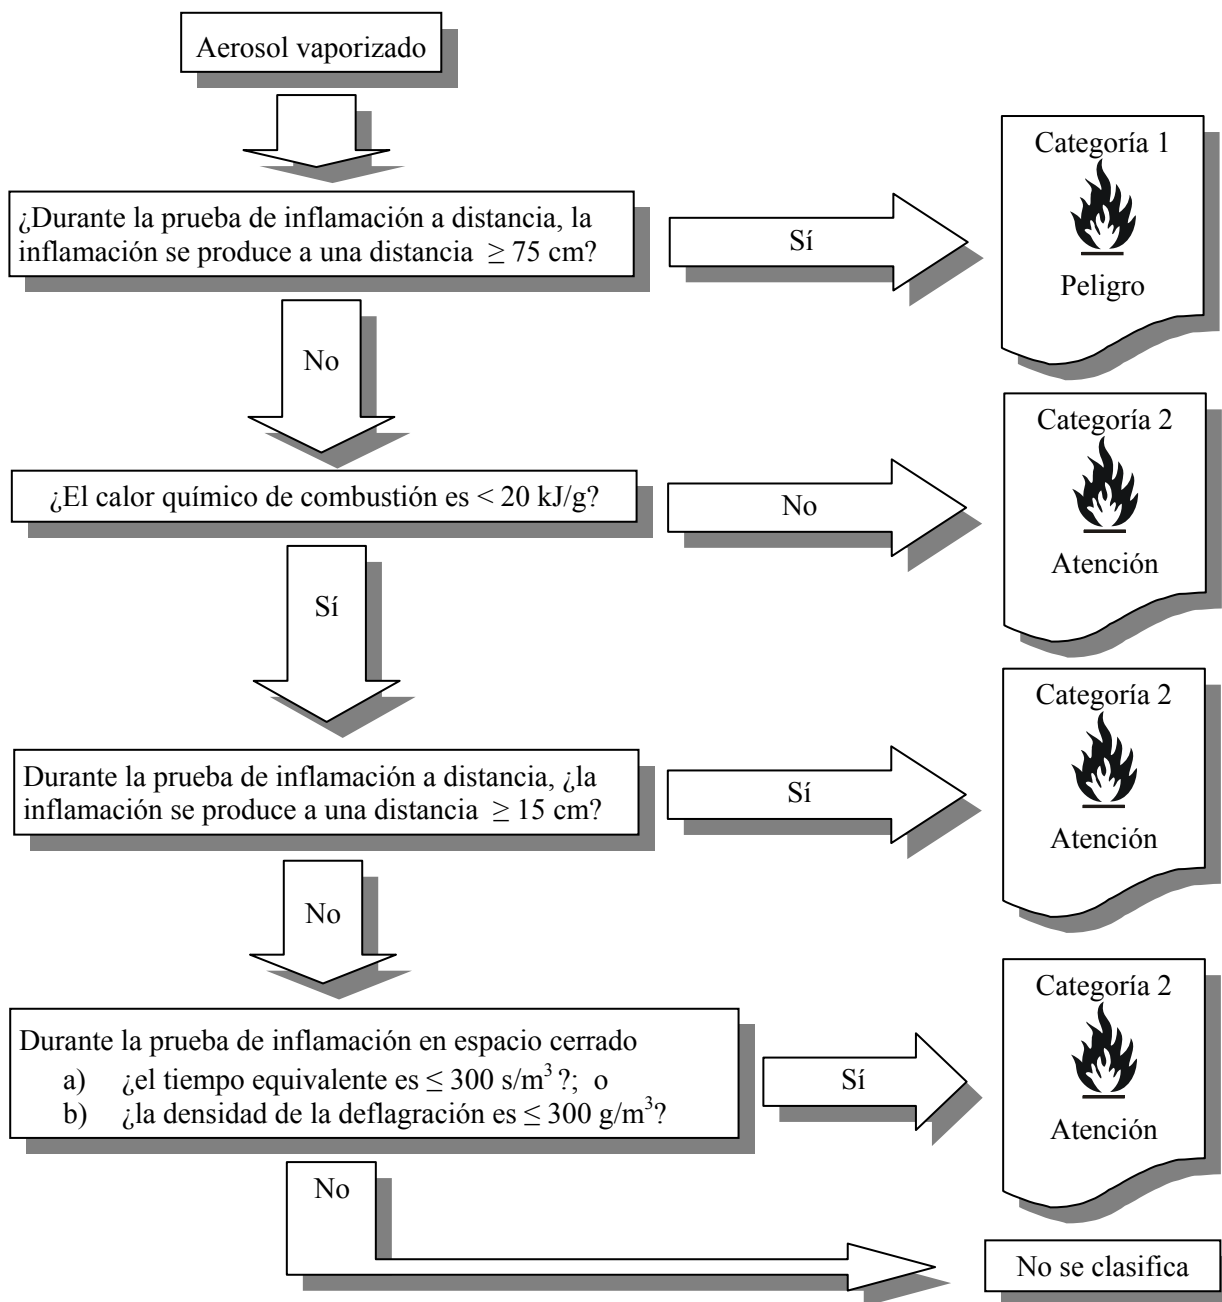 Aerosol vaporizado
¿Durante la prueba de inflamación a distancia, la
inflamación se produce a una distancia ≥ 75 cm?
Sí
Categoría 1
Peligro
No
¿El calor químico de combustión es < 20 kJ/g?
No
Categoría 2
Atención
Sí
Durante la prueba de inflamación a distancia, ¿la
inflamación se produce a una distancia ≥ 15 cm?
Sí
Categoría 2
Atención
No
Durante la prueba de inflamación en espacio cerrado
a) ¿el tiempo equivalente es ≤ 300 s/m³ ?; o
b) ¿la densidad de la deflagración es ≤ 300 g/m³?
Sí
Categoría 2
Atención
No
No se clasifica